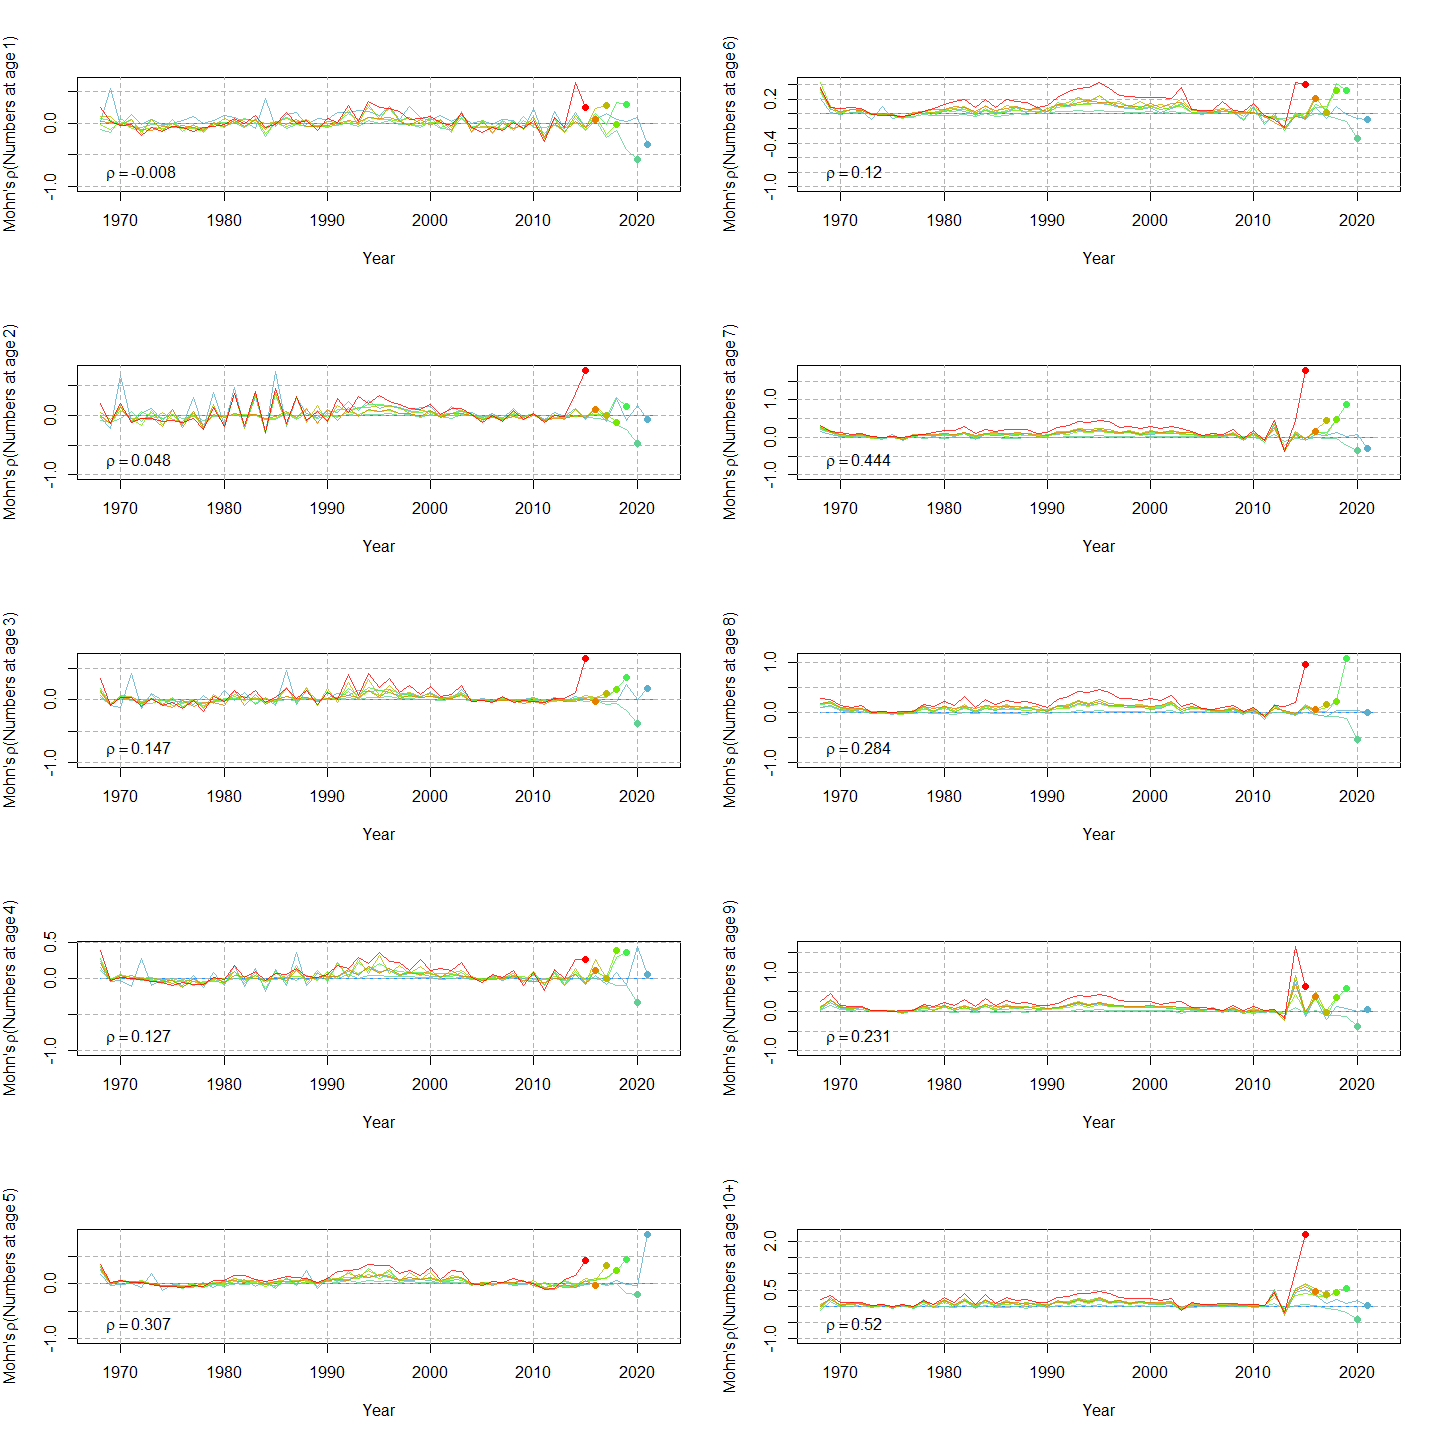 Mohn's ρ(Numbers at age 1)
0.0
-1.0
ρ = -0.008
1970 1980 1990 2000 2010 2020
Year
Mohn's ρ(Numbers at age 6)
0.2
-0.4
-1.0
ρ = 0.12
1970 1980 1990 2000 2010 2020
Year
Mohn's ρ(Numbers at age 2)
0.0
-1.0
ρ = 0.048
1970 1980 1990 2000 2010 2020
Year
Mohn's ρ(Numbers at age 7)
1.0
0.0
-1.0
ρ = 0.444
1970 1980 1990 2000 2010 2020
Year
Mohn's ρ(Numbers at age 3)
0.0
-1.0
ρ = 0.147
1970 1980 1990 2000 2010 2020
Year
Mohn's ρ(Numbers at age 8)
1.0
0.0
-1.0
ρ = 0.284
1970 1980 1990 2000 2010 2020
Year
Mohn's ρ(Numbers at age 4)
0.5
0.0
-1.0
ρ = 0.127
1970 1980 1990 2000 2010 2020
Year
Mohn's ρ(Numbers at age 9)
1.0
0.0
-1.0
ρ = 0.231
1970 1980 1990 2000 2010 2020
Year
Mohn's ρ(Numbers at age 5)
0.0
-1.0
ρ = 0.307
1970 1980 1990 2000 2010 2020
Year
Mohn's ρ(Numbers at age 10+)
2.0
0.5
-1.0
ρ = 0.52
1970 1980 1990 2000 2010 2020
Year